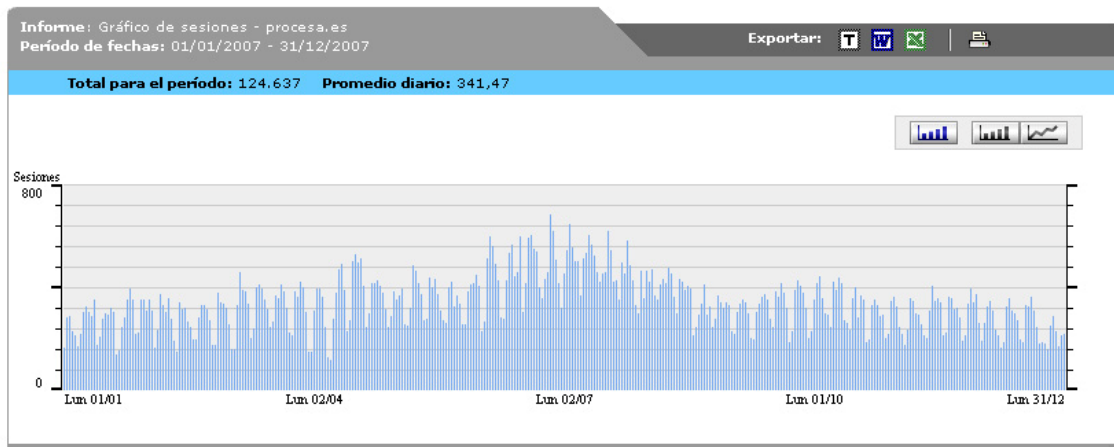 Informe: Gráfico de sesiones - procesa.es
Período de fechas: 01/01/2007 - 31/12/2007
Exportar: T W X
Total para el período: 124.637 Promedio diario: 341,47
Sesiones
800
0
Lun 01/01 Lun 02/04 Lun 02/07 Lun 01/10 Lun 31/12